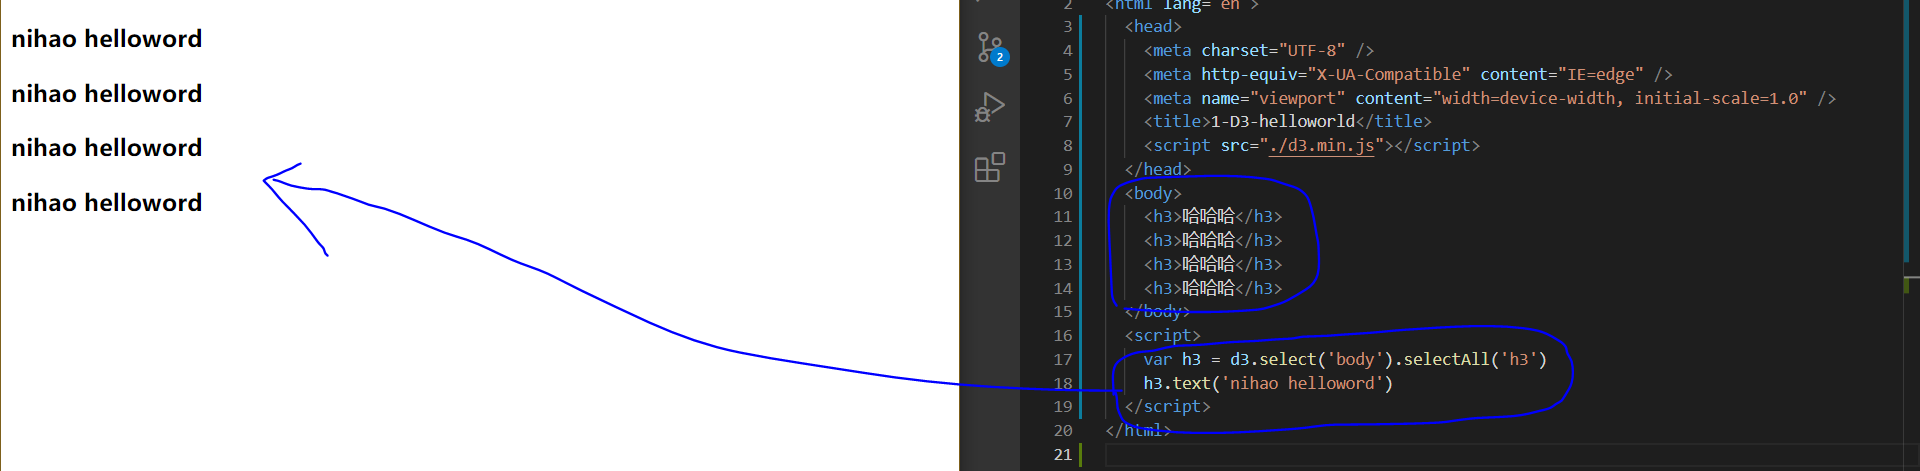 nihao helloword
nihao helloword
nihao helloword
nihao helloword
2
2 <html lang="en">
3 <head>
4 <meta charset="UTF-8" />
5 <meta http-equiv="X-UA-Compatible" content="IE=edge" />
6 <meta name="viewport" content="width=device-width, initial-scale=1.0" />
7 <title>1-D3-helloworld</title>
8 <script src="./d3.min.js"></script>
9 </head>
10 <body>
11 <h3>哈哈哈</h3>
12 <h3>哈哈哈</h3>
13 <h3>哈哈哈</h3>
14 <h3>哈哈哈</h3>
15 </body>
16 <script>
17 var h3 = d3.select('body').selectAll('h3')
18 h3.text('nihao helloword')
19 </script>
20 </html>
21